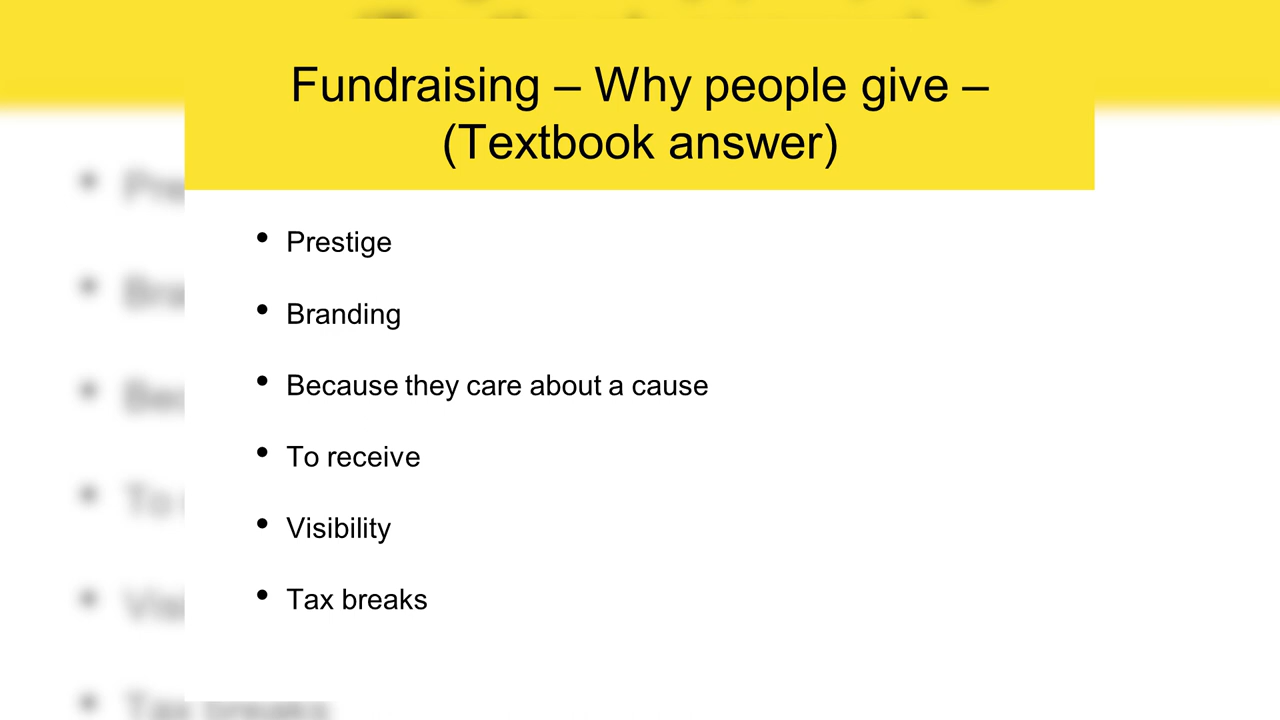 Fundraising – Why people give –
(Textbook answer)
• Prestige
• Branding
• Because they care about a cause
• To receive
• Visibility
• Tax breaks